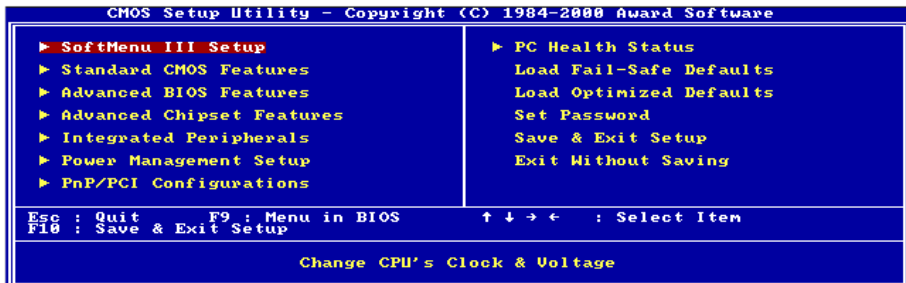 CMOS Setup Utility - Copyright (C) 1984-2000 Award Software
▶ SoftMenu III Setup
▶ Standard CMOS Features
▶ Advanced BIOS Features
▶ Advanced Chipset Features
▶ Integrated Peripherals
▶ Power Management Setup
▶ PnP/PCI Configurations
▶ PC Health Status
Load Fail-Safe Defaults
Load Optimized Defaults
Set Password
Save & Exit Setup
Exit Without Saving
Esc : Quit F9 : Menu in BIOS ↑ ↓ → ← : Select Item
F10 : Save & Exit Setup
Change CPU's Clock & Voltage